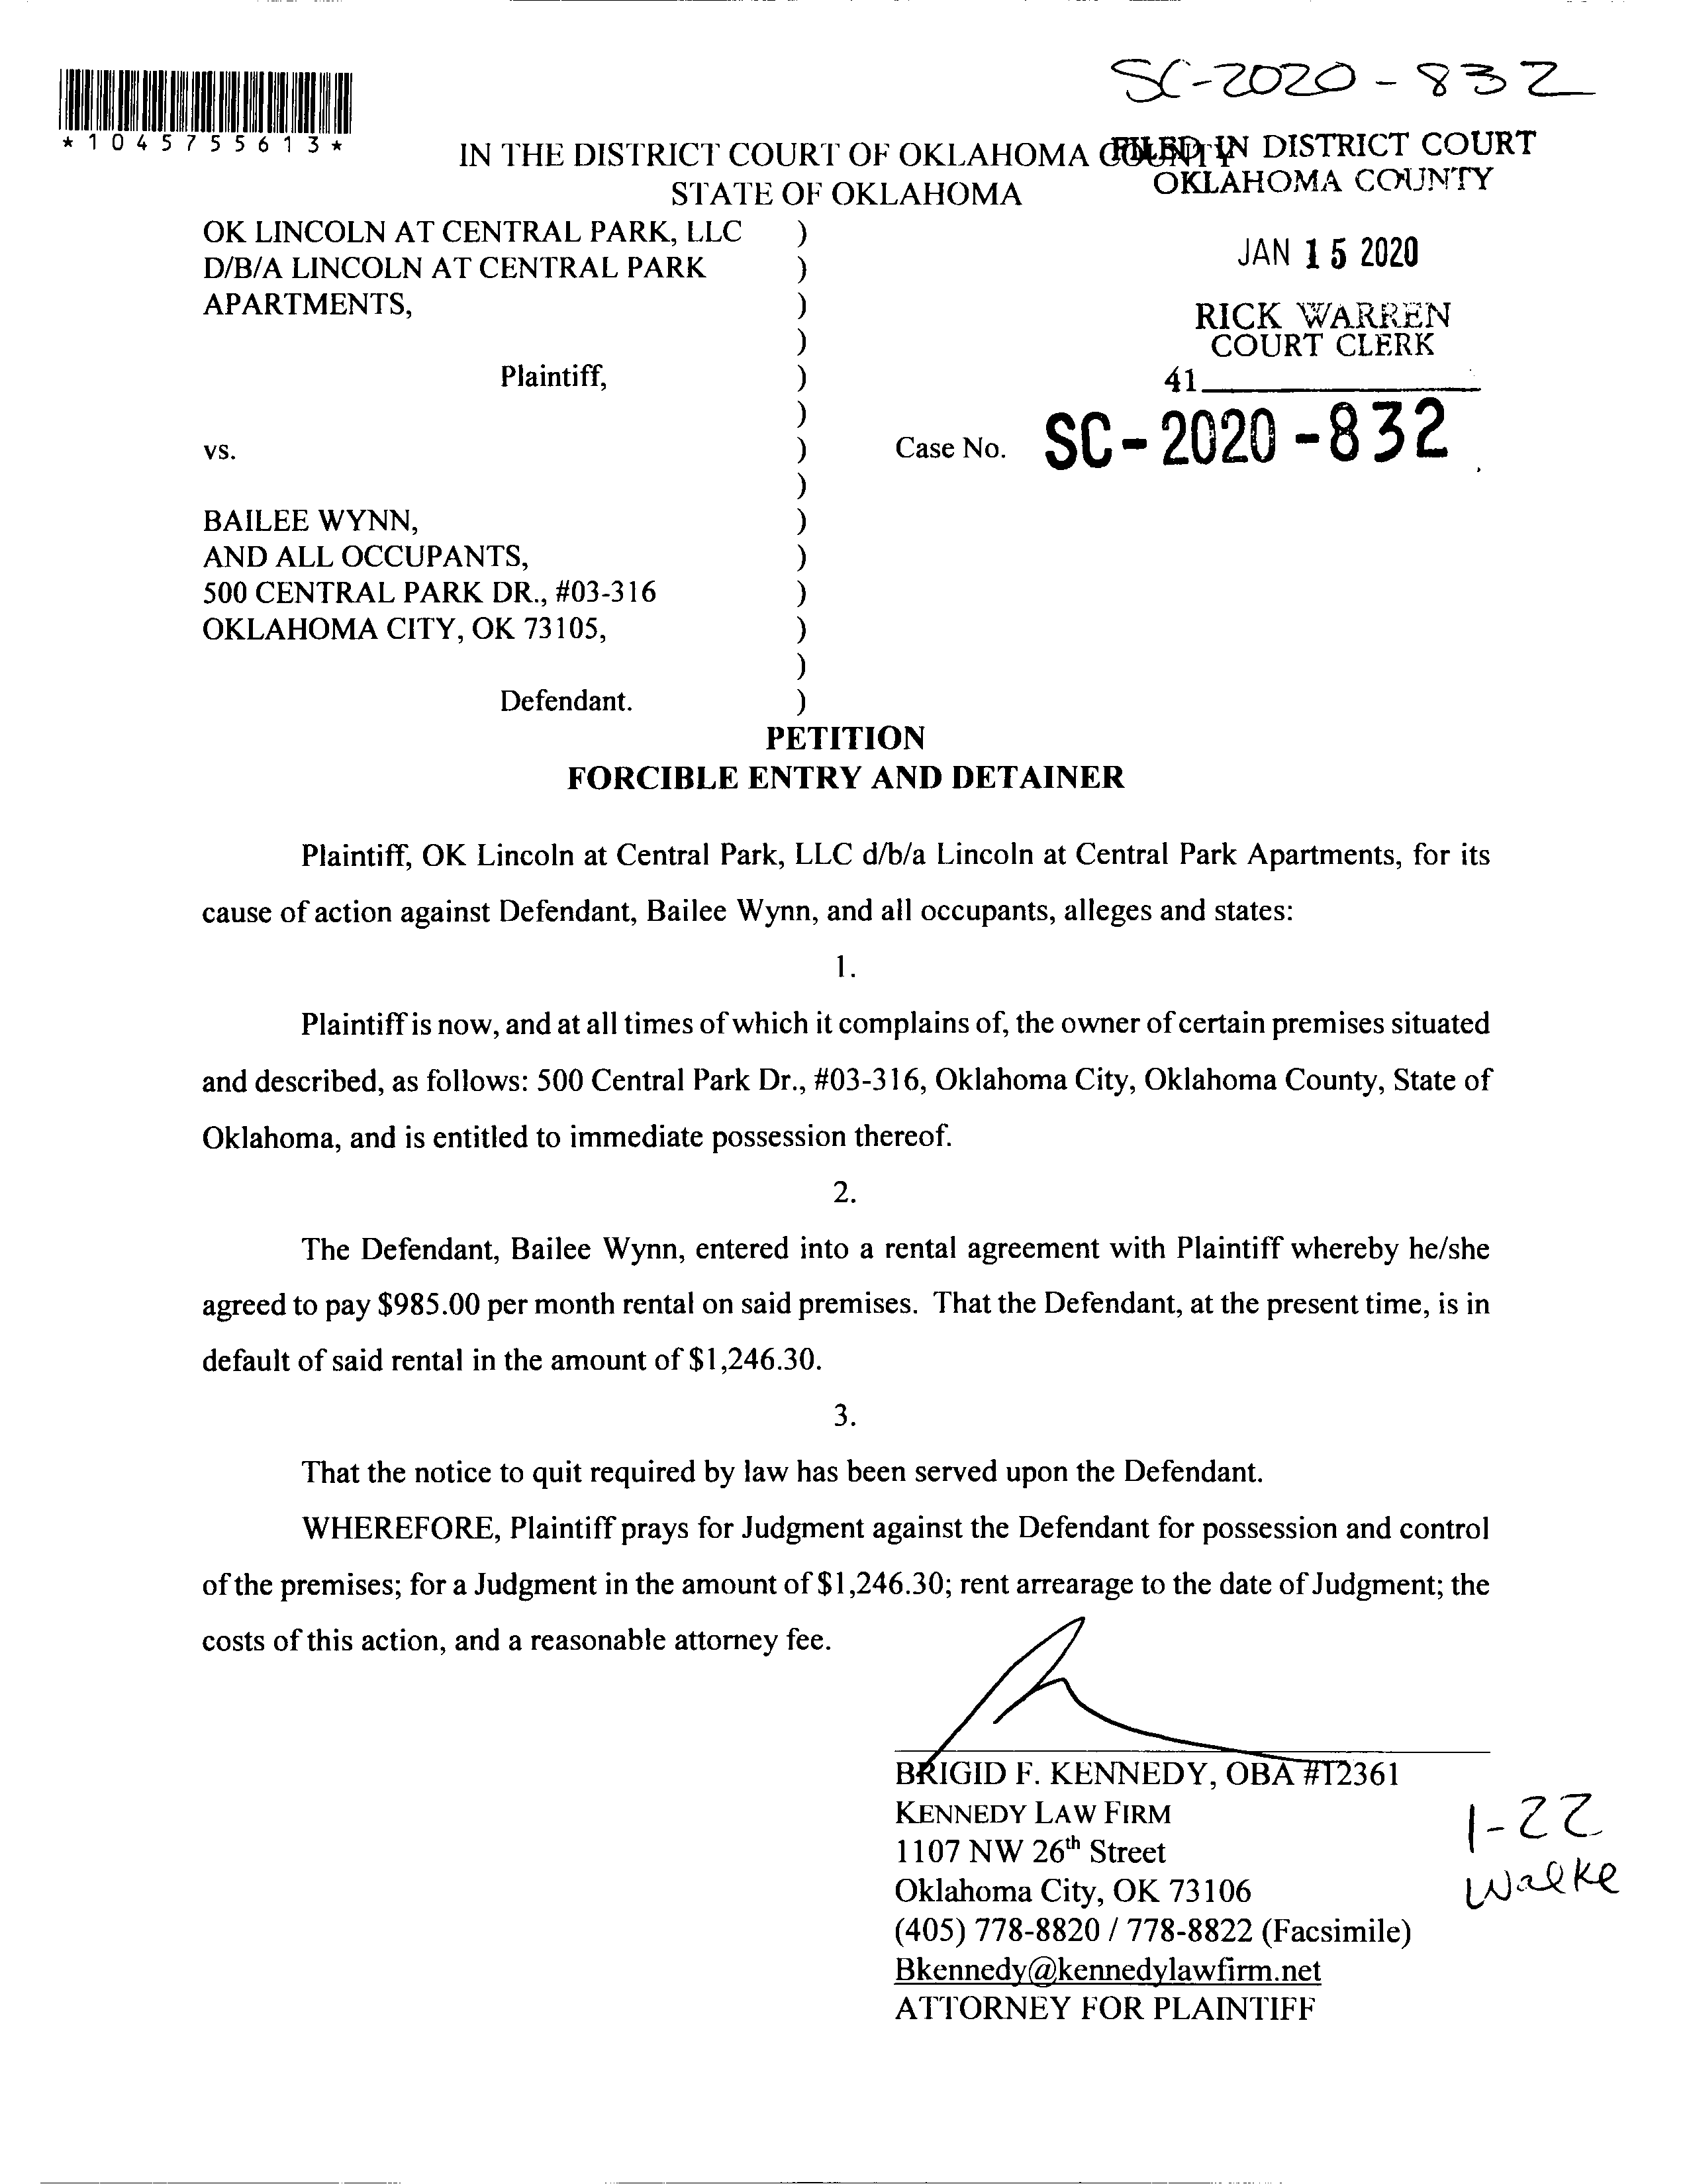 SC-2020-832
*1045755613*
IN THE DISTRICT COURT OF OKLAHOMA COUNTY
FILED IN DISTRICT COURT
STATE OF OKLAHOMA
OKLAHOMA COUNTY
OK LINCOLN AT CENTRAL PARK, LLC )
D/B/A LINCOLN AT CENTRAL PARK )
APARTMENTS, )
)
Plaintiff, )
)
vs. )
)
BAILEE WYNN, )
AND ALL OCCUPANTS, )
500 CENTRAL PARK DR., #03-316 )
OKLAHOMA CITY, OK 73105, )
)
Defendant. )
JAN 15 2020
RICK WARREN
COURT CLERK
41
Case No. SC-2020-832.
PETITION
FORCIBLE ENTRY AND DETAINER
Plaintiff, OK Lincoln at Central Park, LLC d/b/a Lincoln at Central Park Apartments, for its
cause of action against Defendant, Bailee Wynn, and all occupants, alleges and states:
1.
Plaintiff is now, and at all times of which it complains of, the owner of certain premises situated
and described, as follows: 500 Central Park Dr., #03-316, Oklahoma City, Oklahoma County, State of
Oklahoma, and is entitled to immediate possession thereof.
2.
The Defendant, Bailee Wynn, entered into a rental agreement with Plaintiff whereby he/she
agreed to pay $985.00 per month rental on said premises. That the Defendant, at the present time, is in
default of said rental in the amount of $1,246.30.
3.
That the notice to quit required by law has been served upon the Defendant.
WHEREFORE, Plaintiff prays for Judgment against the Defendant for possession and control
of the premises; for a Judgment in the amount of $1,246.30; rent arrearage to the date of Judgment; the
costs of this action, and a reasonable attorney fee.
BRIGID F. KENNEDY, OBA #12361
KENNEDY LAW FIRM
1107 NW 26th Street
Oklahoma City, OK 73106
(405) 778-8820 / 778-8822 (Facsimile)
Bkennedy@kennedylawfirm.net
ATTORNEY FOR PLAINTIFF
1-22
Walke